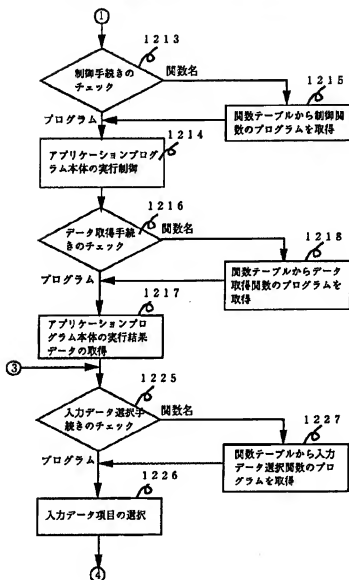 ①
1213
制御手続きの
チェック
関数名
1215
関数テーブルから制御関
数のプログラムを取得
プログラム
1214
アプリケーションプログ
ラム本体の実行制御
1216
データ取得手続
きのチェック
関数名
1218
関数テーブルからデータ
取得関数のプログラムを
取得
プログラム
1217
アプリケーションプロ
グラム本体の実行結果
データの取得
③
1225
入力データ選択手
続きのチェック
関数名
1227
関数テーブルから入力
データ選択関数のプロ
グラムを取得
プログラム
1226
入力データ項目の選択
④